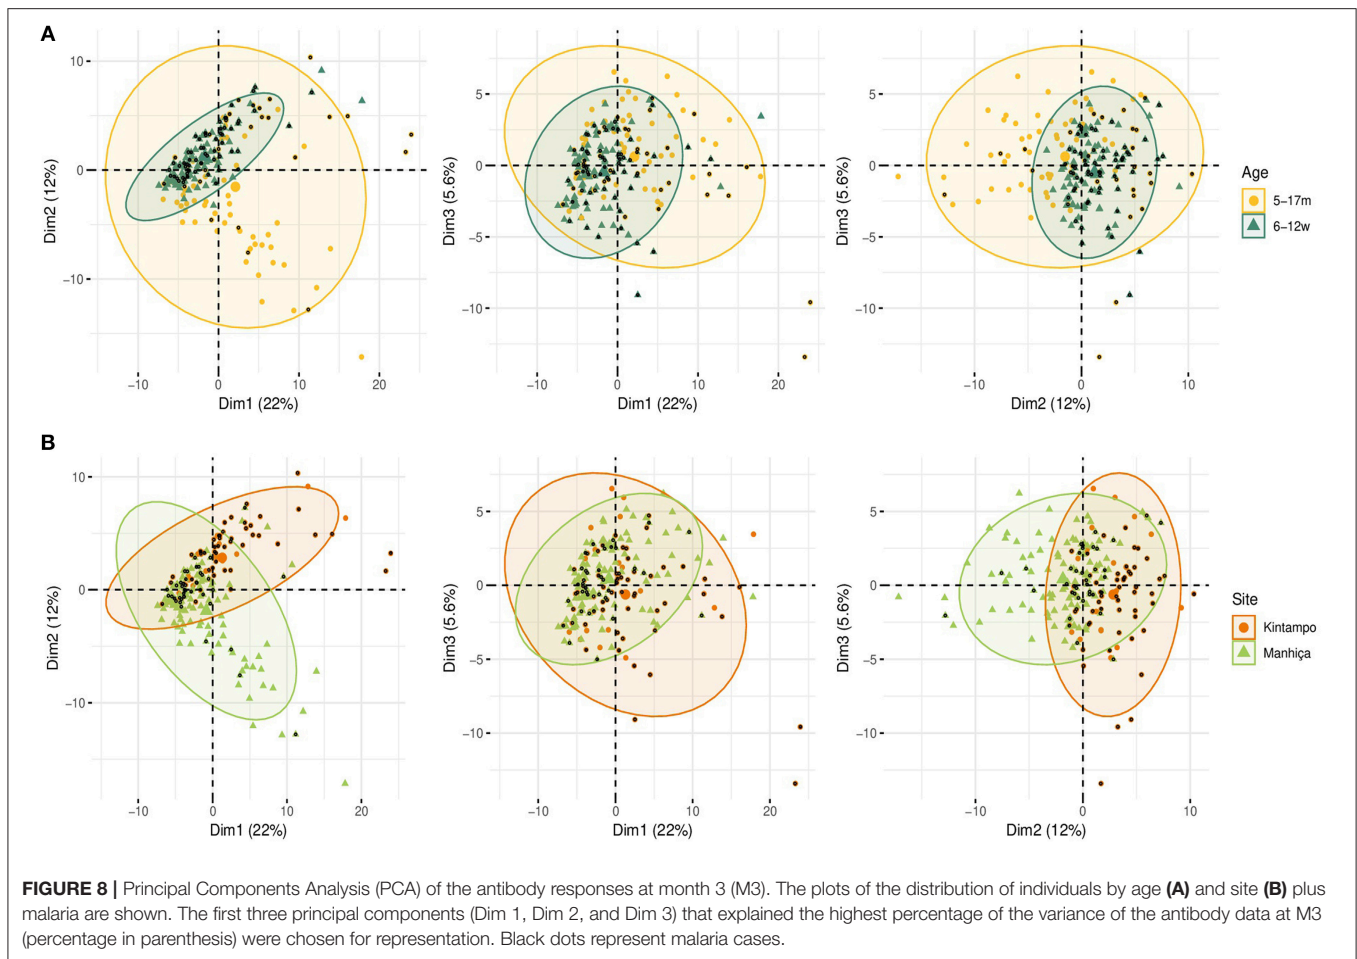 A
10
0
−10
Dim2 (12%)
−10
0
10
20
Dim1 (22%)
5
0
−5
−10
Dim3 (5.6%)
−10
0
10
20
Dim1 (22%)
5
0
−5
−10
Dim3 (5.6%)
−10
0
10
Dim2 (12%)
Age
5−17m
6−12w
B
10
0
−10
Dim2 (12%)
−10
0
10
20
Dim1 (22%)
5
0
−5
−10
Dim3 (5.6%)
−10
0
10
20
Dim1 (22%)
5
0
−5
−10
Dim3 (5.6%)
−10
0
10
Dim2 (12%)
Site
Kintampo
Manhiça
FIGURE 8 | Principal Components Analysis (PCA) of the antibody responses at month 3 (M3). The plots of the distribution of individuals by age (A) and site (B) plus
malaria are shown. The first three principal components (Dim 1, Dim 2, and Dim 3) that explained the highest percentage of the variance of the antibody data at M3
(percentage in parenthesis) were chosen for representation. Black dots represent malaria cases.